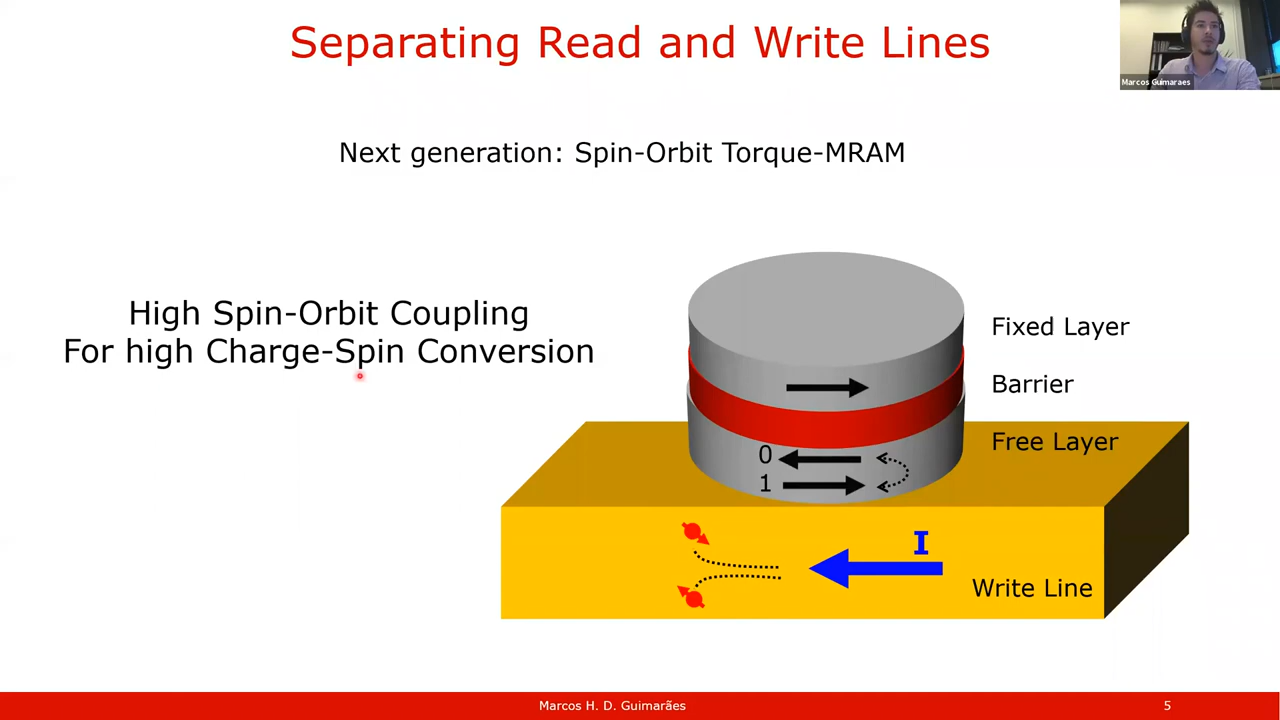 Separating Read and Write Lines
Marcos Guimaraes
Next generation: Spin-Orbit Torque-MRAM
High Spin-Orbit Coupling
For high Charge-Spin Conversion
Fixed Layer
Barrier
Free Layer
0
1
I
Write Line
Marcos H. D. Guimarães
5